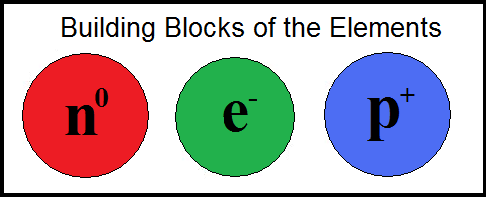 Building Blocks of the Elements
n⁰ e⁻ p⁺